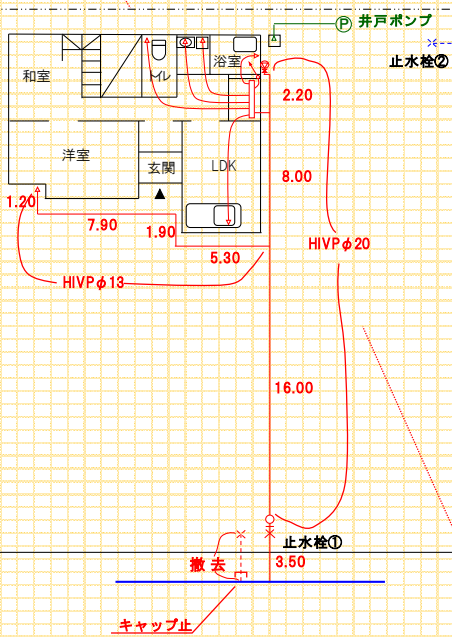 Ⓟ 井戸ポンプ
止水栓②
和室
トイレ
浴室
2.20
洋室
玄関
LDK
8.00
1.20
7.90
1.90
5.30
HIVPφ20
HIVPφ13
16.00
止水栓①
撤去
3.50
キャップ止